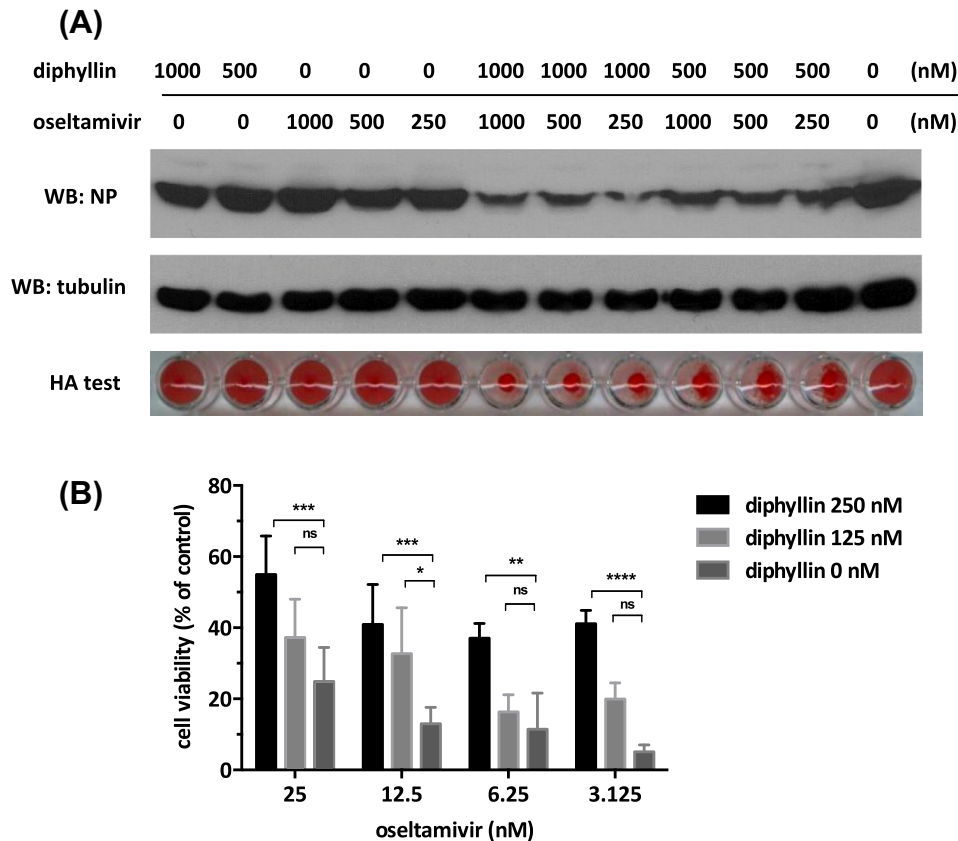 (A)
diphyllin 1000 500 0 0 0 1000 1000 1000 500 500 500 0 (nM)
oseltamivir 0 0 1000 500 250 1000 500 250 1000 500 250 0 (nM)
WB: NP
WB: tubulin
HA test
(B)
80
60
40
20
0
cell viability (% of control)
***
ns
***
*
**
ns
****
ns
25 12.5 6.25 3.125
oseltamivir (nM)
diphyllin 250 nM
diphyllin 125 nM
diphyllin 0 nM